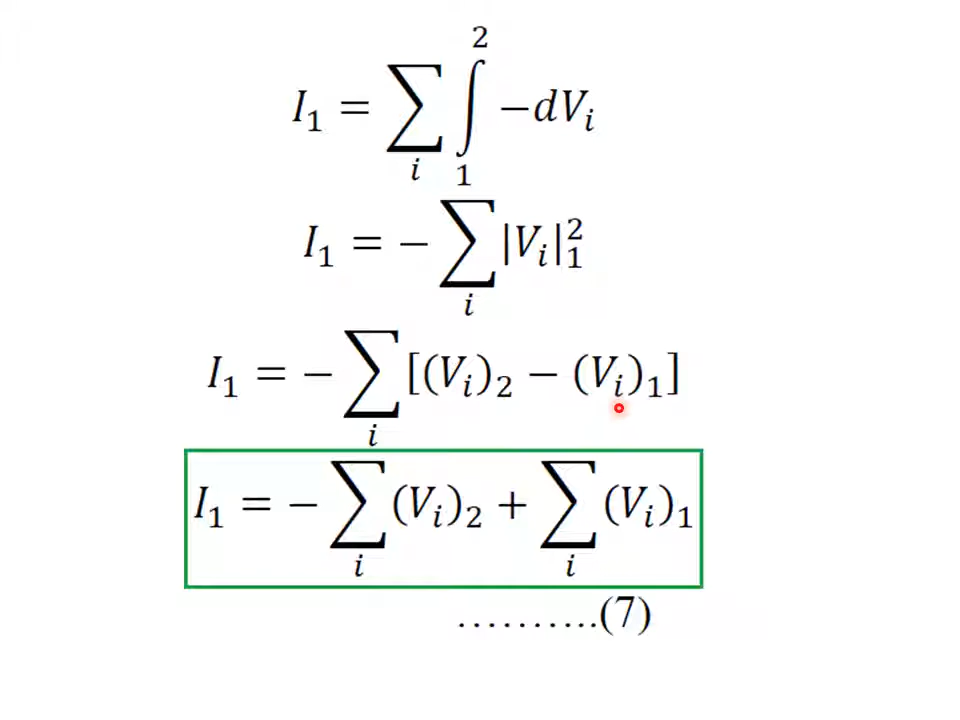 I₁ = ∑ᵢ ∫₁² −dVᵢ
I₁ = − ∑ᵢ |Vᵢ|₁²
I₁ = − ∑ᵢ [(Vᵢ)₂ − (Vᵢ)₁]
I₁ = − ∑ᵢ (Vᵢ)₂ + ∑ᵢ (Vᵢ)₁
..........(7)